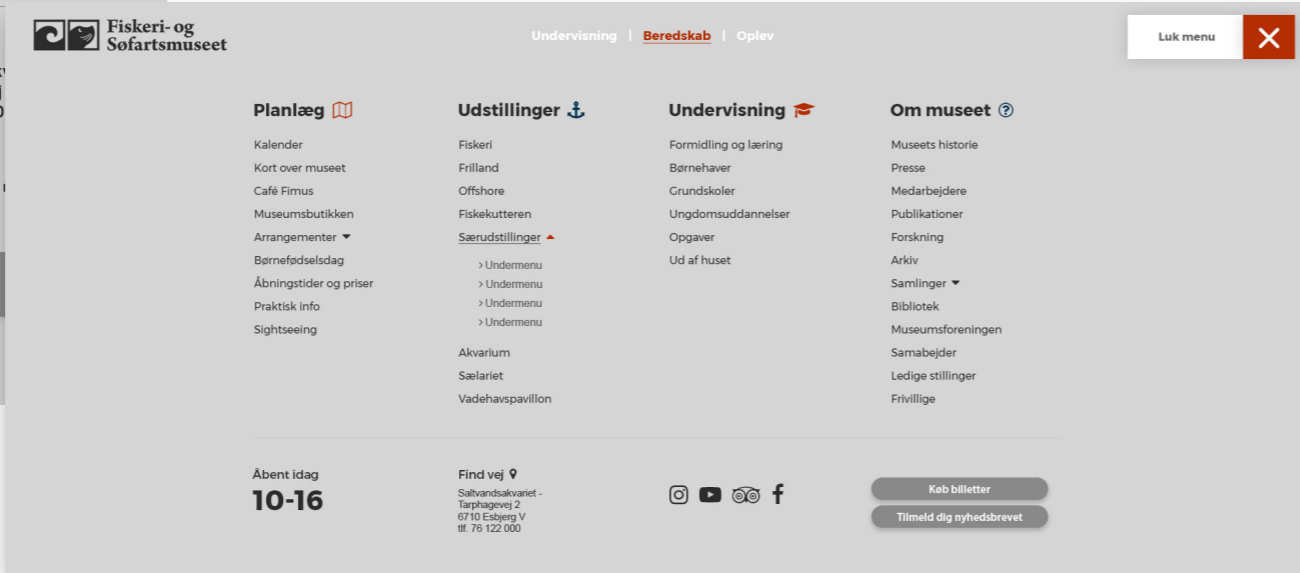 Fiskeri- og
Søfartsmuseet
Undervisning | Beredskab | Oplev
Luk menu
Planlæg
Kalender
Kort over museet
Café Fimus
Museumsbutikken
Arrangementer
Børnefødselsdag
Åbningstider og priser
Praktisk info
Sightseeing
Udstillinger
Fiskeri
Frilland
Offshore
Fiskekutteren
Særudstillinger
> Undermenu
> Undermenu
> Undermenu
> Undermenu
Akvarium
Sælariet
Vadehavspavillon
Undervisning
Formidling og læring
Børnehaver
Grundskoler
Ungdomsuddannelser
Opgaver
Ud af huset
Om museet
Museets historie
Presse
Medarbejdere
Publikationer
Forskning
Arkiv
Samlinger
Bibliotek
Museumsforeningen
Samabejder
Ledige stillinger
Frivillige
Åbent idag
10-16
Find vej
Saltvandsakvariet -
Tarphagevej 2
6710 Esbjerg V
tlf. 76 122 000
Køb billetter
Tilmeld dig nyhedsbrevet